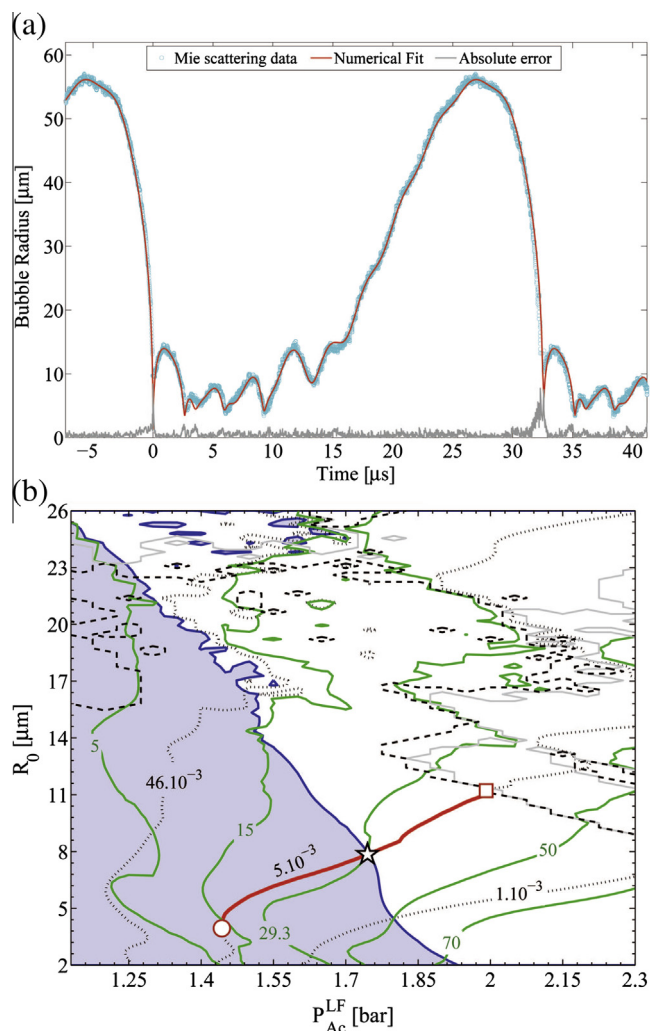 (a)
Mie scattering data Numerical Fit Absolute error
60
50
40
30
20
10
0
Bubble Radius [μm]
−5 0 5 10 15 20 25 30 35 40
Time [μs]
(b)
26
23
20
17
14
11
8
5
2
R0 [μm]
5
46.10−3
15
5.10−3
29.3
50
1.10−3
70
1.25 1.4 1.55 1.7 1.85 2 2.15 2.3
PAcLF [bar]